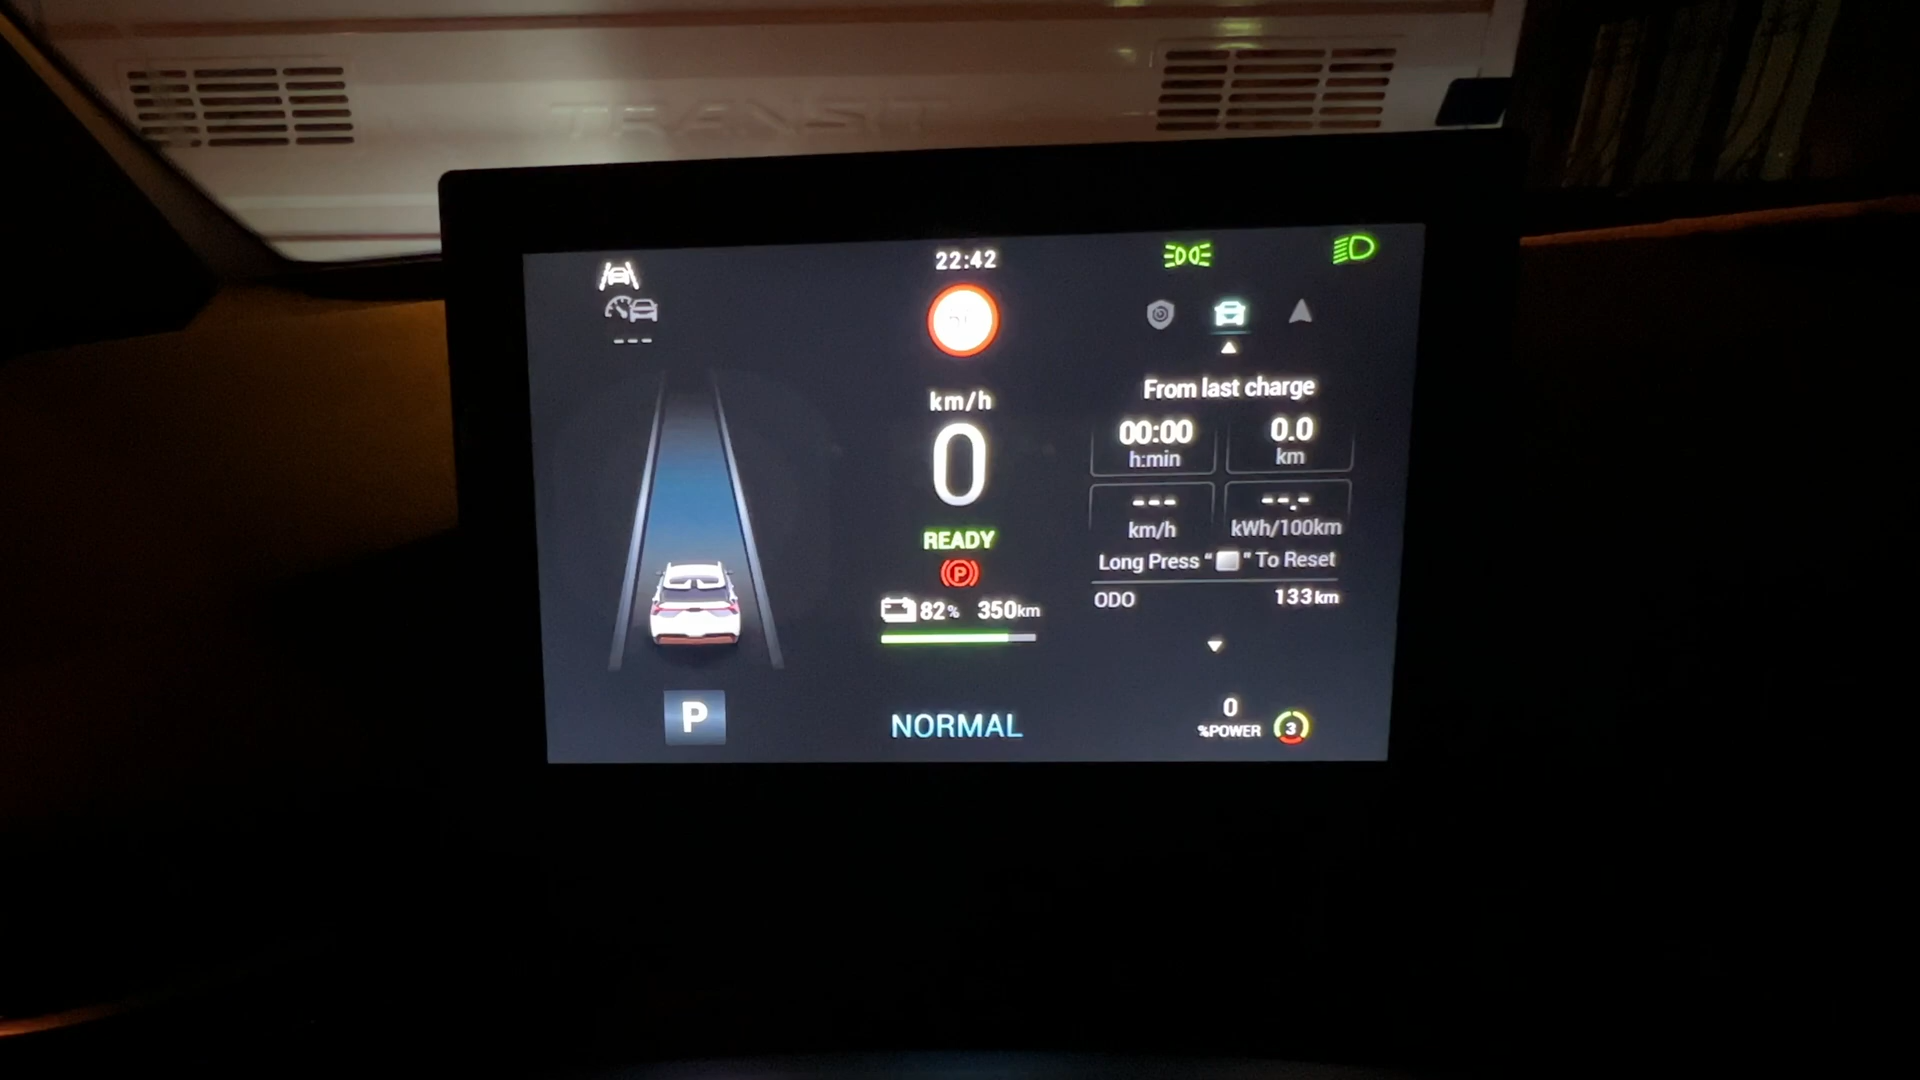 TRANSIT
22:42
---
km/h
0
READY
P
82% 350km
NORMAL
P
From last charge
00:00
h:min
0.0
km
---
km/h
--.-
kWh/100km
Long Press “ ” To Reset
ODO 133km
0
%POWER
3